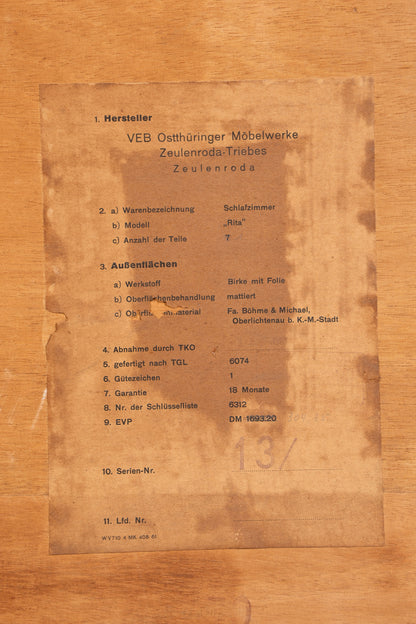 1. Hersteller
VEB Ostthüringer Möbelwerke
Zeulenroda-Triebes
Zeulenroda
2. a) Warenbezeichnung Schlafzimmer
b) Modell „Rita"
c) Anzahl der Teile 7
3. Außenflächen
a) Werkstoff Birke mit Folie
b) Oberflächenbehandlung mattiert
c) Fa. Böhme & Michael,
Oberlichtenau b. K.-M.-Stadt
4. Abnahme durch TKO
5. gefertigt nach TGL 6074
6. Gütezeichen 1
7. Garantie 18 Monate
8. Nr. der Schlüsselliste 6312
9. EVP DM 1693.20
13/
10. Serien-Nr.
11. Lfd. Nr.